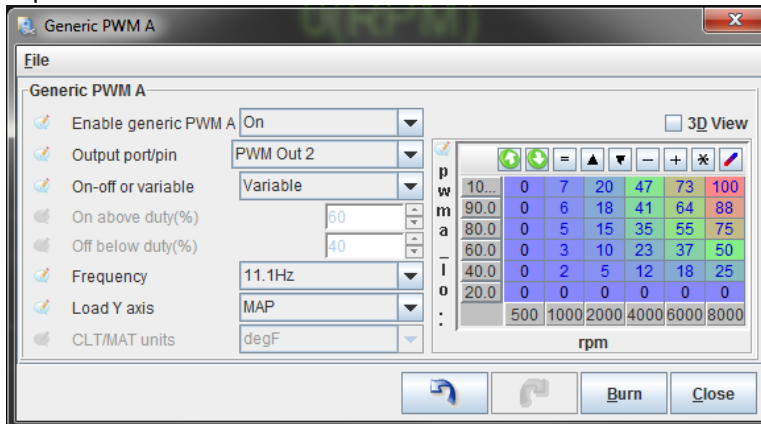 Generic PWM A
File
Generic PWM A
Enable generic PWM A On
3D View
Output port/pin PWM Out 2
On-off or variable Variable
On above duty(%) 60
Off below duty(%) 40
Frequency 11.1Hz
Load Y axis MAP
CLT/MAT units degF
pwma_lo.
= - + *
10... 0 7 20 47 73 100
90.0 0 6 18 41 64 88
80.0 0 5 15 35 55 75
60.0 0 3 10 23 37 50
40.0 0 2 5 12 18 25
20.0 0 0 0 0 0 0
500 1000 2000 4000 6000 8000
rpm
Burn Close